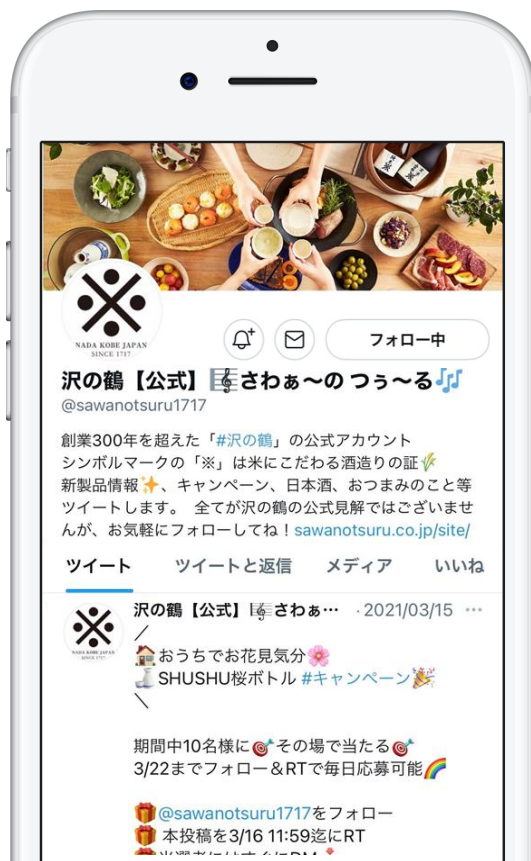 NADA KOBE JAPAN
SINCE 1717
フォロー中
沢の鶴【公式】🎼さわぁ〜の つぅ〜る🎶
@sawanotsuru1717
創業300年を超えた「#沢の鶴」の公式アカウント
シンボルマークの「※」は米にこだわる酒造りの証🌾
新製品情報✨、キャンペーン、日本酒、おつまみのこと等
ツイートします。 全てが沢の鶴の公式見解ではございませ
んが、お気軽にフォローしてね！sawanotsuru.co.jp/site/
ツイート ツイートと返信 メディア いいね
沢の鶴【公式】🎼さわぁ… · 2021/03/15 …
NADA KOBE JAPAN
SINCE 1717
／
🏠おうちでお花見気分🌸
🍶SHUSHU桜ボトル #キャンペーン🎉
＼
期間中10名様に🎯その場で当たる🎯
3/22までフォロー＆RTで毎日応募可能🌈
🎁@sawanotsuru1717をフォロー
🎁 本投稿を3/16 11:59迄にRT